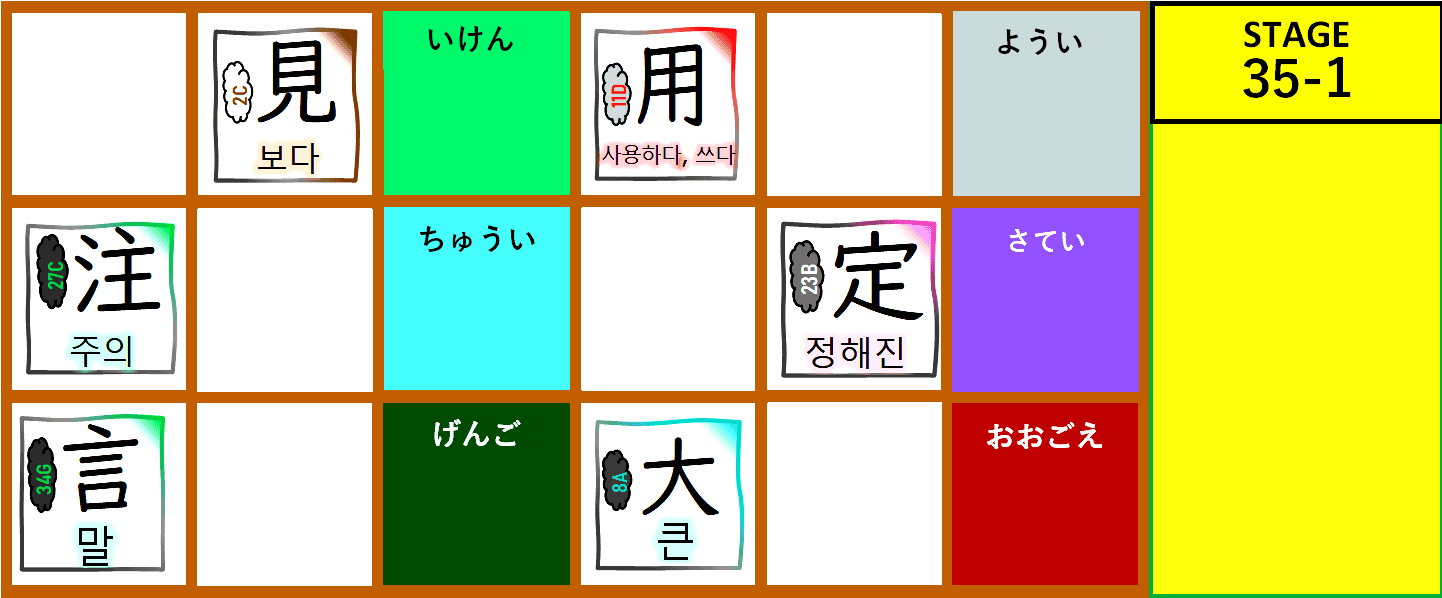 2C
見
보다
いけん
11D
用
사용하다, 쓰다
ようい
STAGE
35-1
27C
注
주의
ちゅうい
23B
定
정해진
さてい
34G
言
말
げんご
8A
大
큰
おおごえ